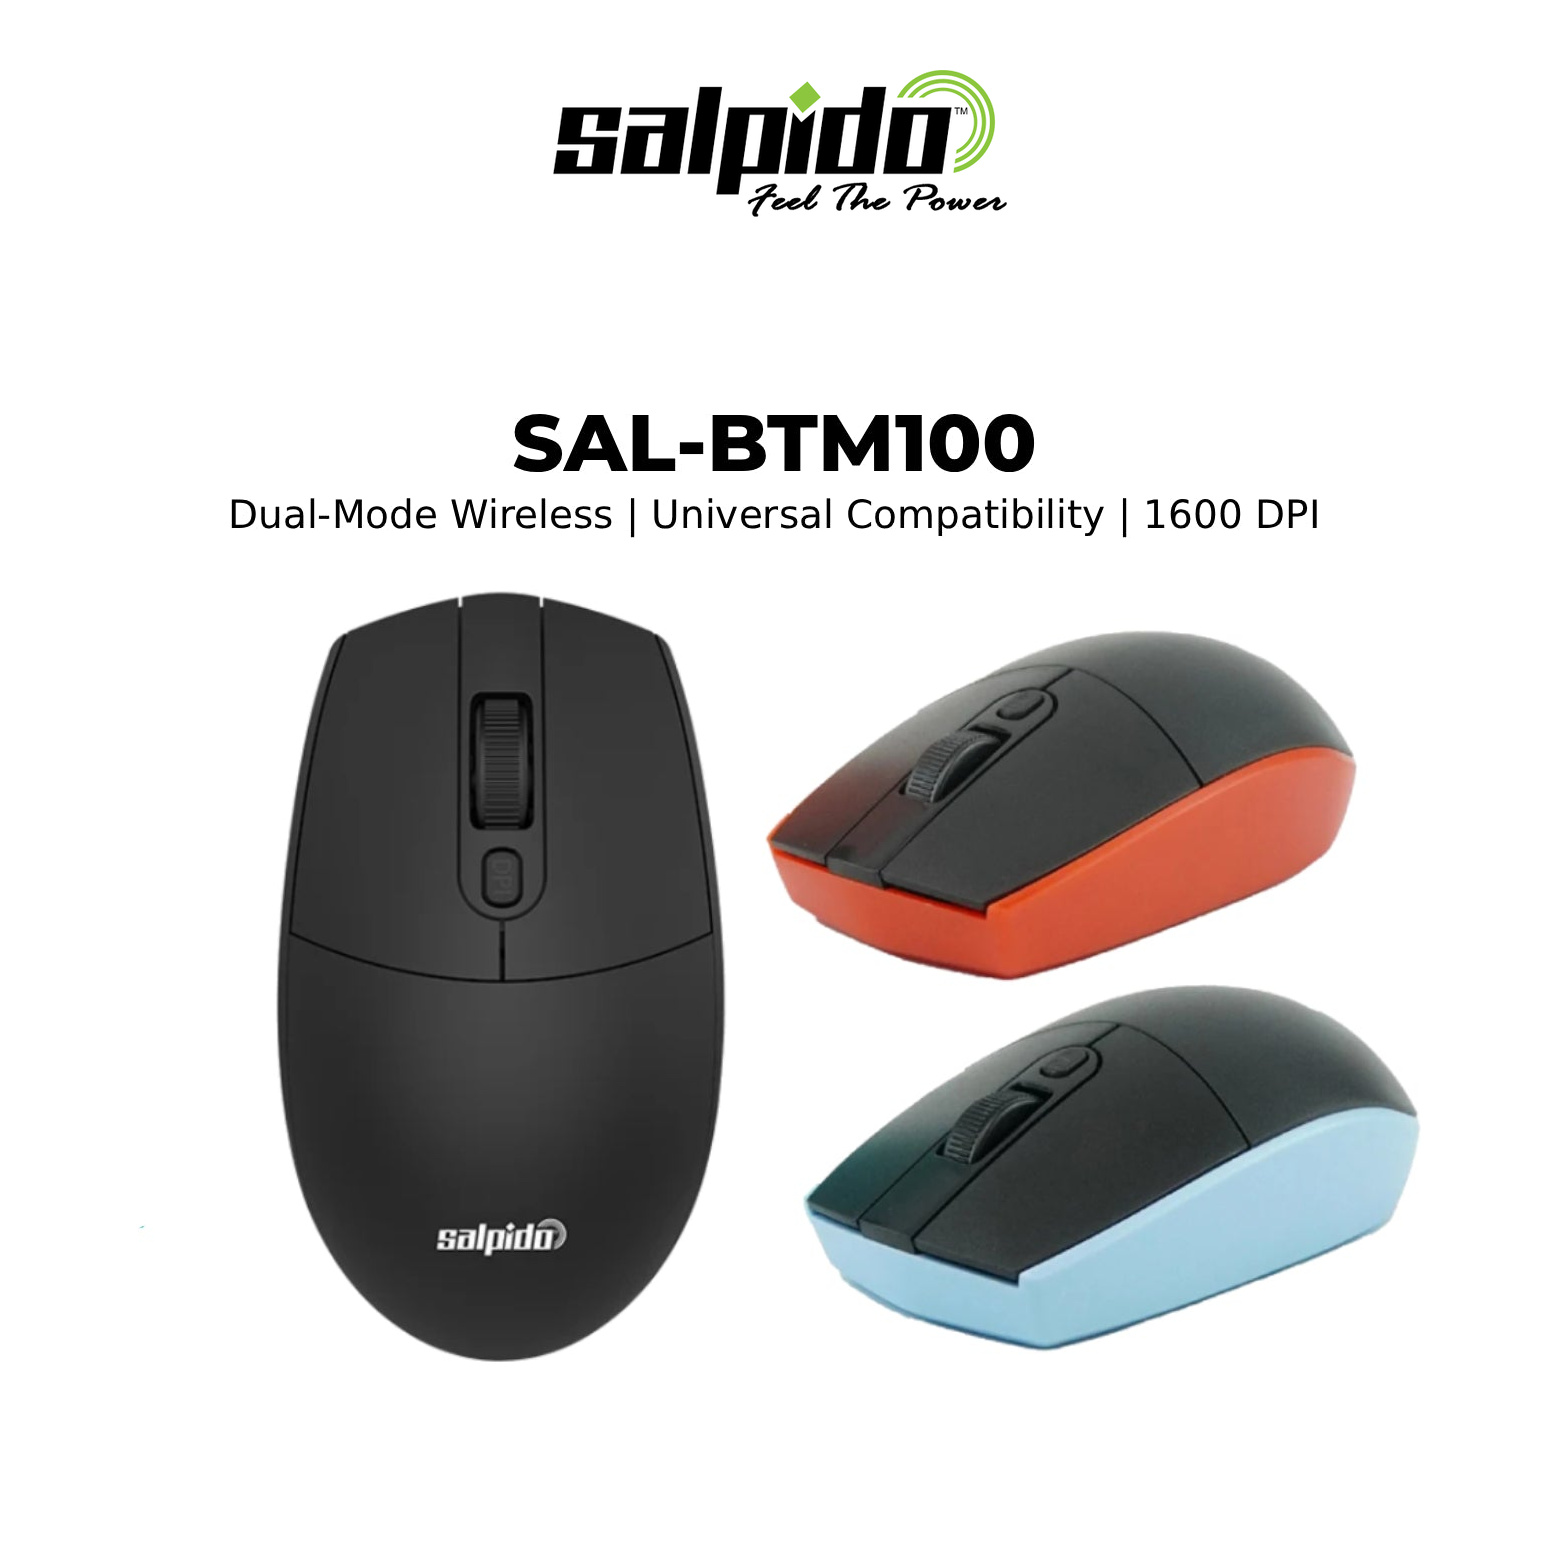 salpido™
Feel The Power
SAL-BTM100
Dual-Mode Wireless | Universal Compatibility | 1600 DPI
DPI
salpido